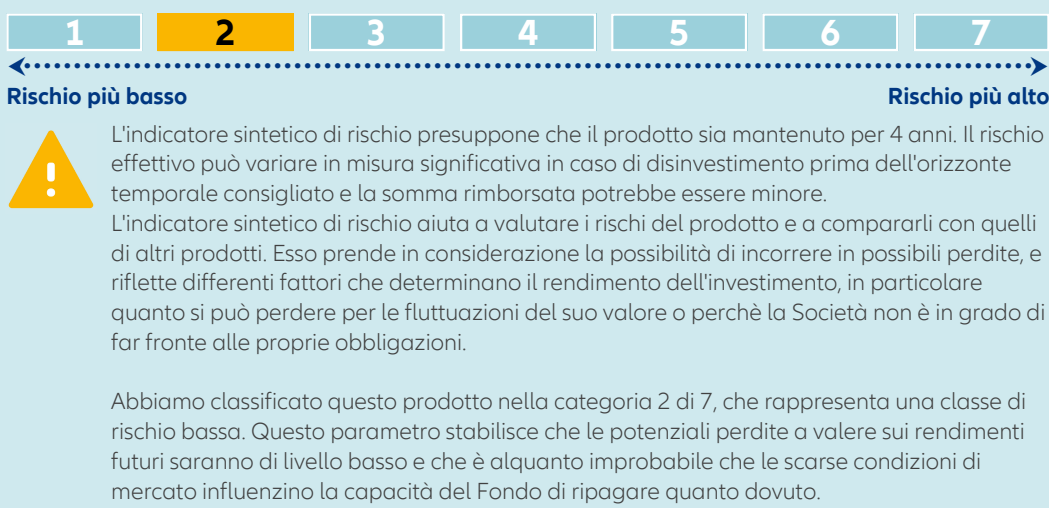 1 2 3 4 5 6 7
Rischio più basso Rischio più alto
L'indicatore sintetico di rischio presuppone che il prodotto sia mantenuto per 4 anni. Il rischio
effettivo può variare in misura significativa in caso di disinvestimento prima dell'orizzonte
temporale consigliato e la somma rimborsata potrebbe essere minore.
L'indicatore sintetico di rischio aiuta a valutare i rischi del prodotto e a compararli con quelli
di altri prodotti. Esso prende in considerazione la possibilità di incorrere in possibili perdite, e
riflette differenti fattori che determinano il rendimento dell'investimento, in particolare
quanto si può perdere per le fluttuazioni del suo valore o perchè la Società non è in grado di
far fronte alle proprie obbligazioni.
Abbiamo classificato questo prodotto nella categoria 2 di 7, che rappresenta una classe di
rischio bassa. Questo parametro stabilisce che le potenziali perdite a valere sui rendimenti
futuri saranno di livello basso e che è alquanto improbabile che le scarse condizioni di
mercato influenzino la capacità del Fondo di ripagare quanto dovuto.